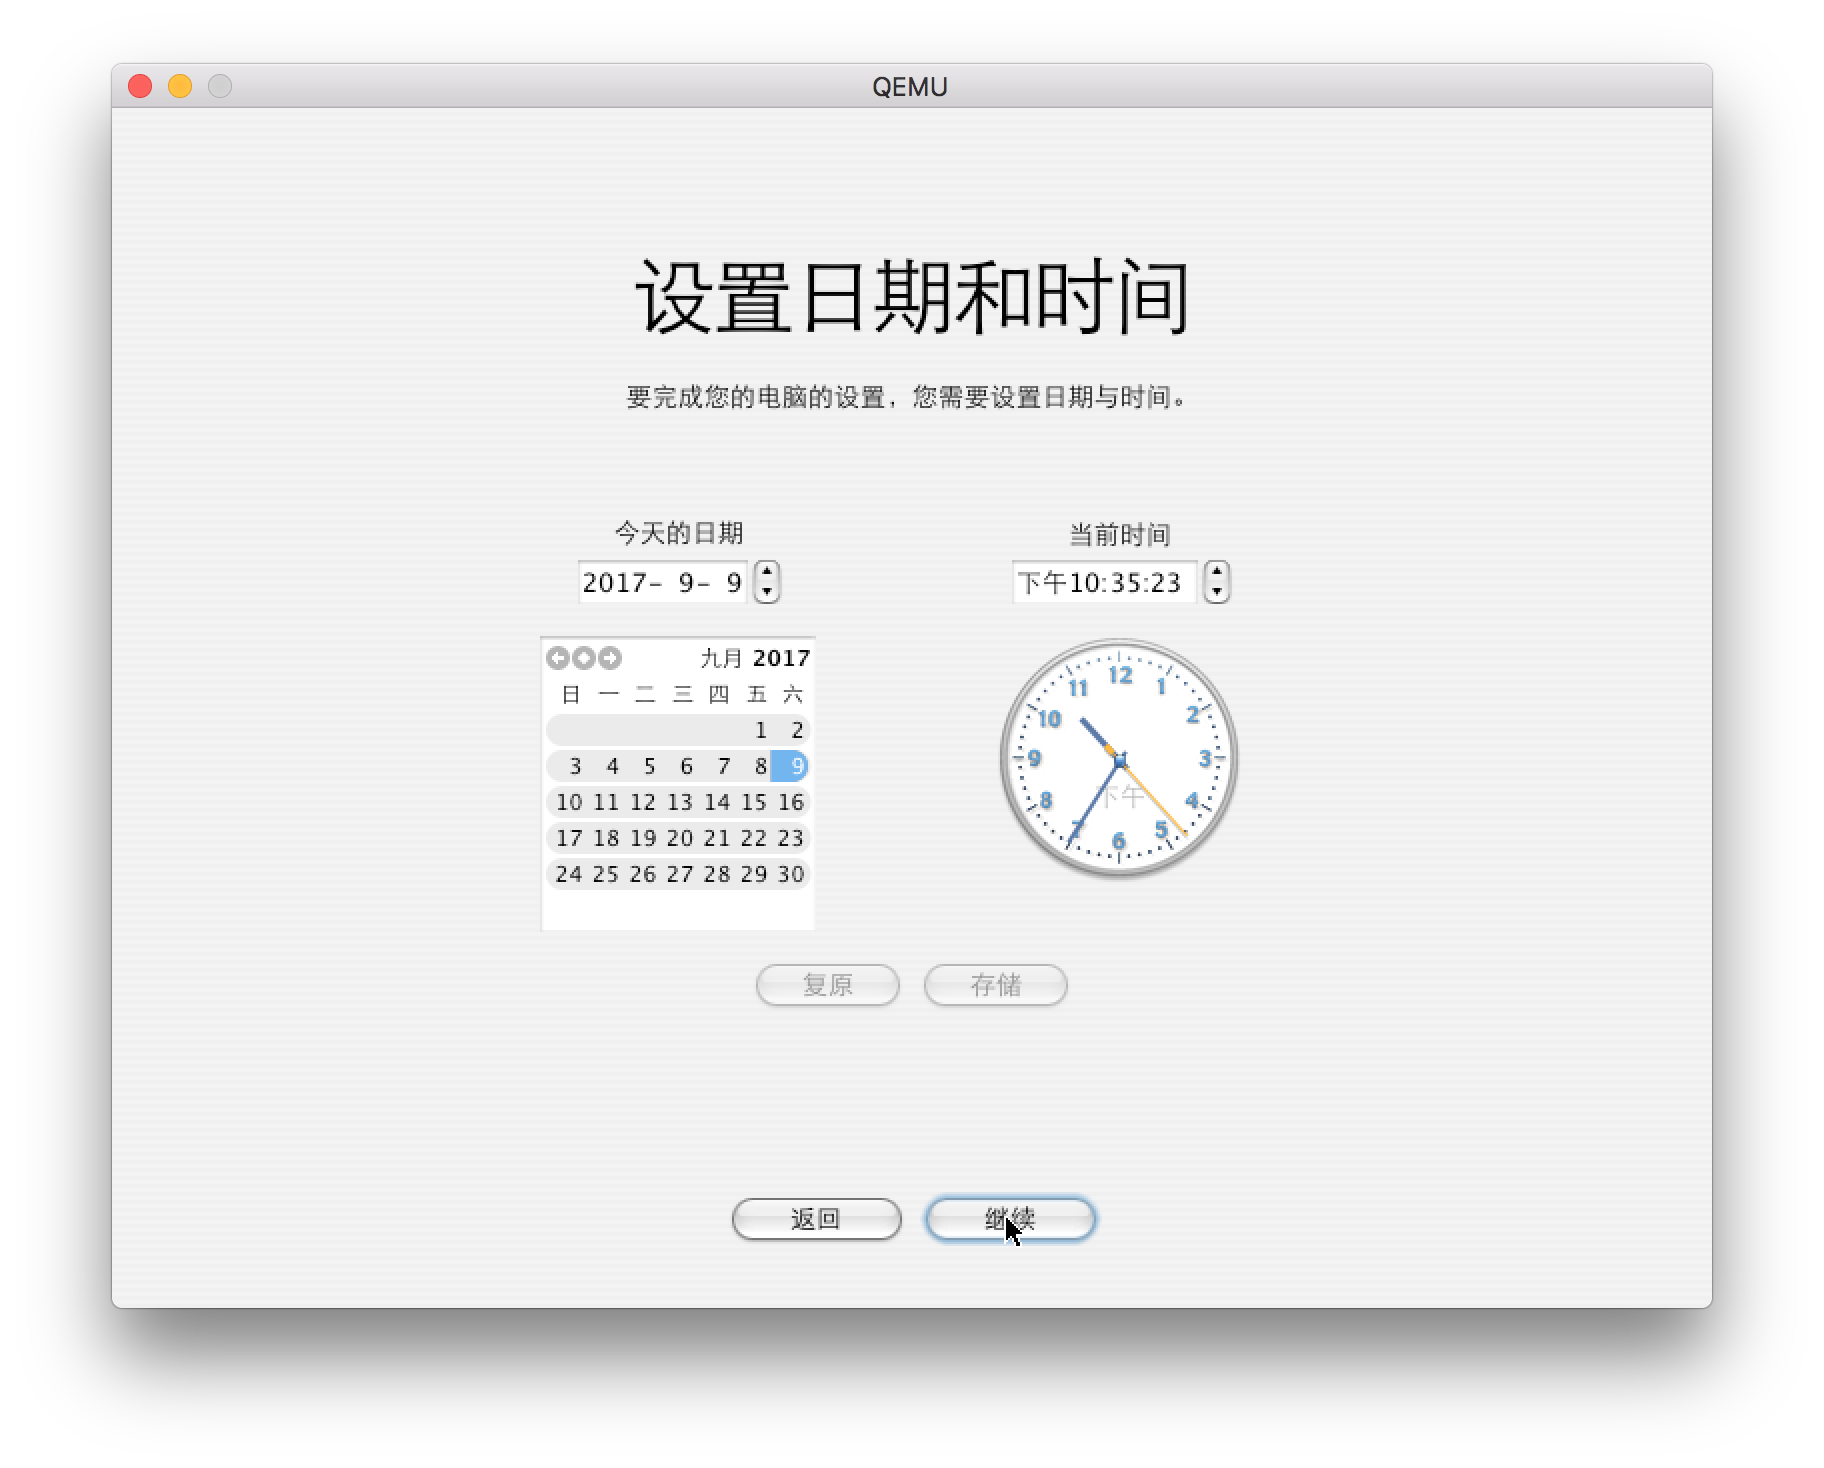 QEMU
设置日期和时间
要完成您的电脑的设置，您需要设置日期与时间。
今天的日期
2017- 9- 9
九月 2017
日 一 二 三 四 五 六
1 2
3 4 5 6 7 8 9
10 11 12 13 14 15 16
17 18 19 20 21 22 23
24 25 26 27 28 29 30
当前时间
下午10:35:23
12
1
2
3
4
5
6
7
8
9
10
11
下午
复原 存储
返回 继续